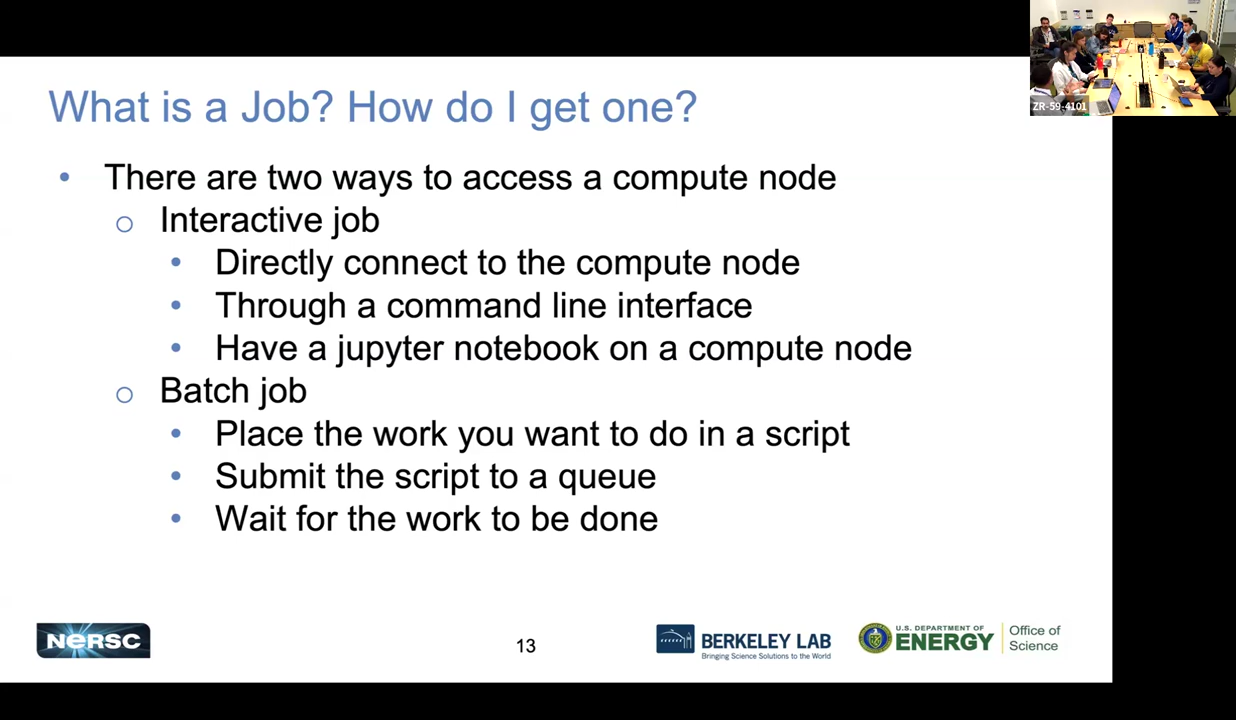 ZR-59-4101
What is a Job? How do I get one?
• There are two ways to access a compute node
o Interactive job
• Directly connect to the compute node
• Through a command line interface
• Have a jupyter notebook on a compute node
o Batch job
• Place the work you want to do in a script
• Submit the script to a queue
• Wait for the work to be done
NERSC
13
BERKELEY LAB
Bringing Science Solutions to the World
U.S. DEPARTMENT OF
ENERGY
Office of
Science